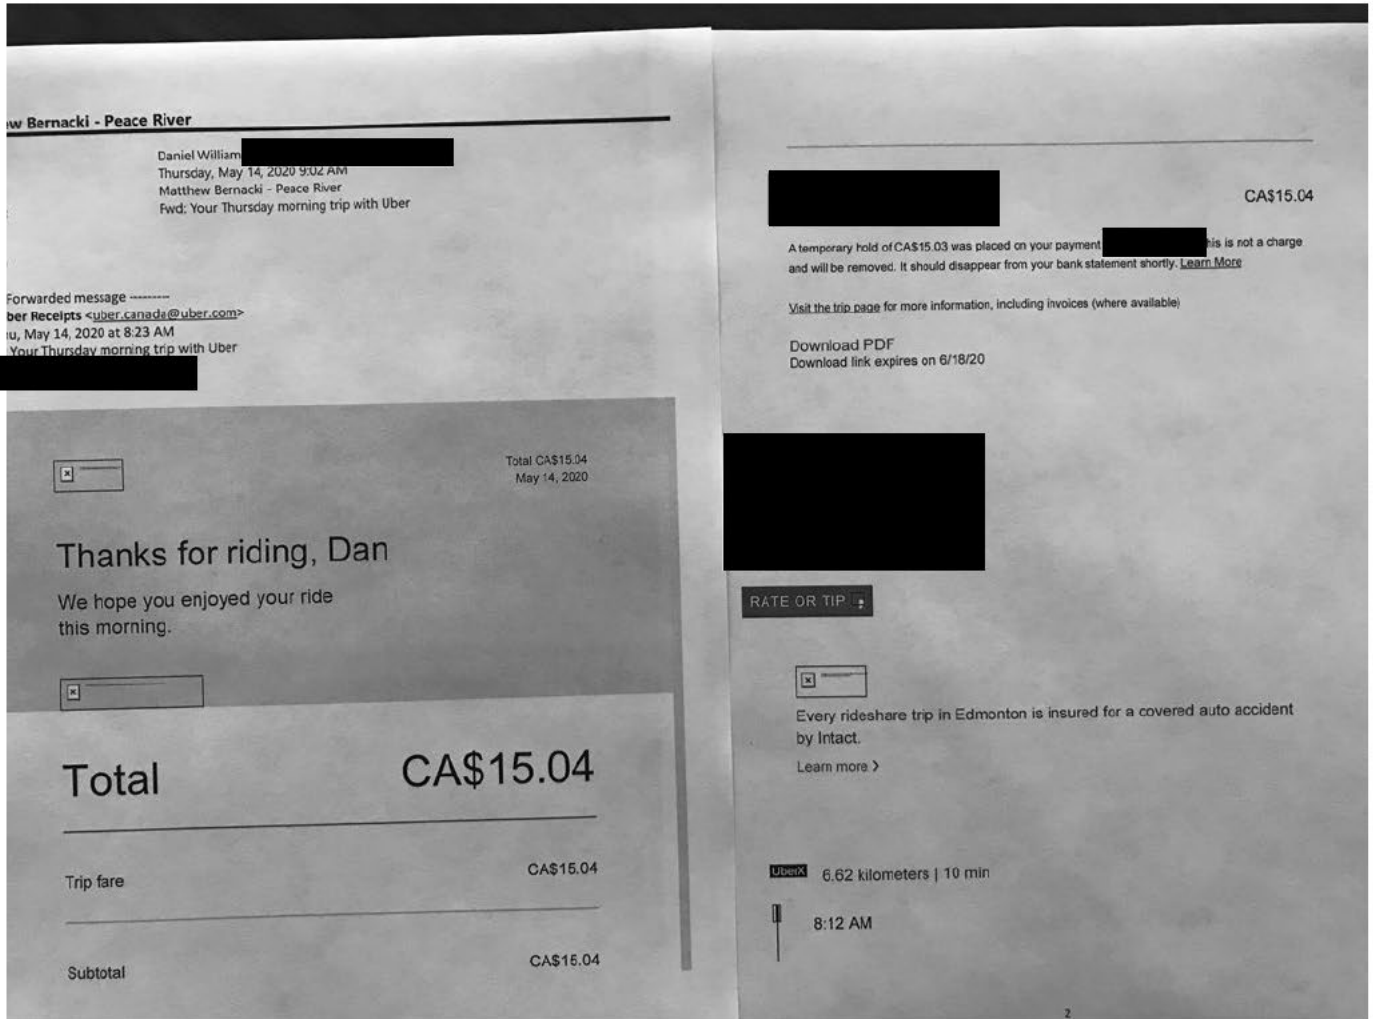 w Bernacki - Peace River
Daniel William
Thursday, May 14, 2020 9:02 AM
Matthew Bernacki - Peace River
Fwd: Your Thursday morning trip with Uber
Forwarded message ---------
ber Receipts <uber.canada@uber.com>
u, May 14, 2020 at 8:23 AM
Your Thursday morning trip with Uber
Total CA$15.04
May 14, 2020
Thanks for riding, Dan
We hope you enjoyed your ride
this morning.
Total CA$15.04
Trip fare CA$15.04
Subtotal CA$15.04
CA$15.04
A temporary hold of CA$15.03 was placed on your payment his is not a charge
and will be removed. It should disappear from your bank statement shortly. Learn More
Visit the trip page for more information, including invoices (where available)
Download PDF
Download link expires on 6/18/20
RATE OR TIP
Every rideshare trip in Edmonton is insured for a covered auto accident
by Intact.
Learn more >
UberX 6.62 kilometers | 10 min
8:12 AM
2